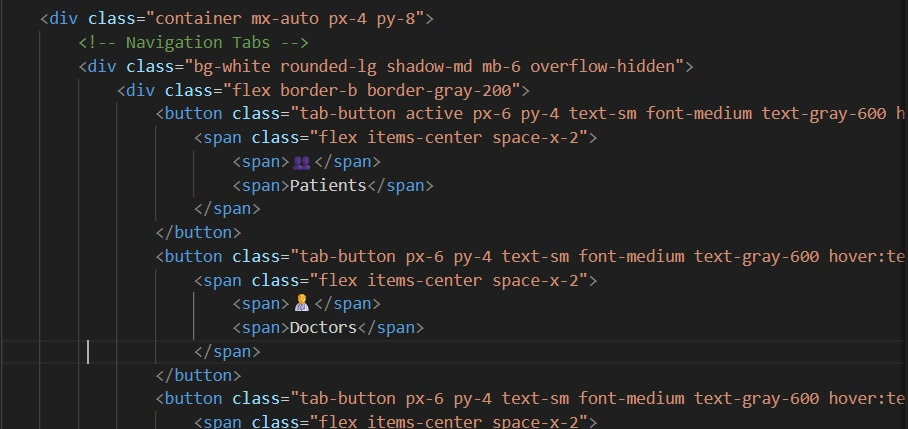 <div class="container mx-auto px-4 py-8">
<!-- Navigation Tabs -->
<div class="bg-white rounded-lg shadow-md mb-6 overflow-hidden">
<div class="flex border-b border-gray-200">
<button class="tab-button active px-6 py-4 text-sm font-medium text-gray-600 h
<span class="flex items-center space-x-2">
<span>👥</span>
<span>Patients</span>
</span>
</button>
<button class="tab-button px-6 py-4 text-sm font-medium text-gray-600 hover:te
<span class="flex items-center space-x-2">
<span>👨‍⚕️</span>
<span>Doctors</span>
</span>
</button>
<button class="tab-button px-6 py-4 text-sm font-medium text-gray-600 hover:te
<span class="flex items-center space-x-2">